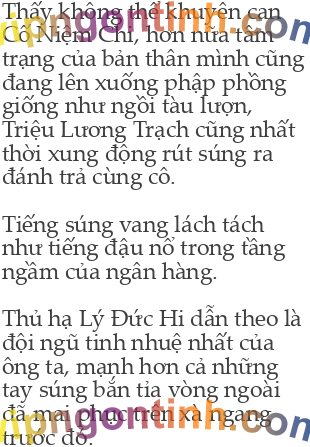 Thấy không thể khuyên can
Cố Niệm Chi, hơn nữa tâm
trạng của bản thân mình cũng
đang lên xuống phập phồng
giống như ngồi tàu lượn,
Triệu Lương Trạch cũng nhất
thời xung động rút súng ra
đánh trả cùng cô.
Tiếng súng vang lách tách
như tiếng đậu nổ trong tầng
ngầm của ngân hàng.
Thủ hạ Lý Đức Hi dẫn theo là
đội ngũ tinh nhuệ nhất của
ông ta, mạnh hơn cả những
tay súng bắn tỉa vòng ngoài
đã mai phục trên xà ngang
trước đó.
vipngontinh.com
vipngontinh.com